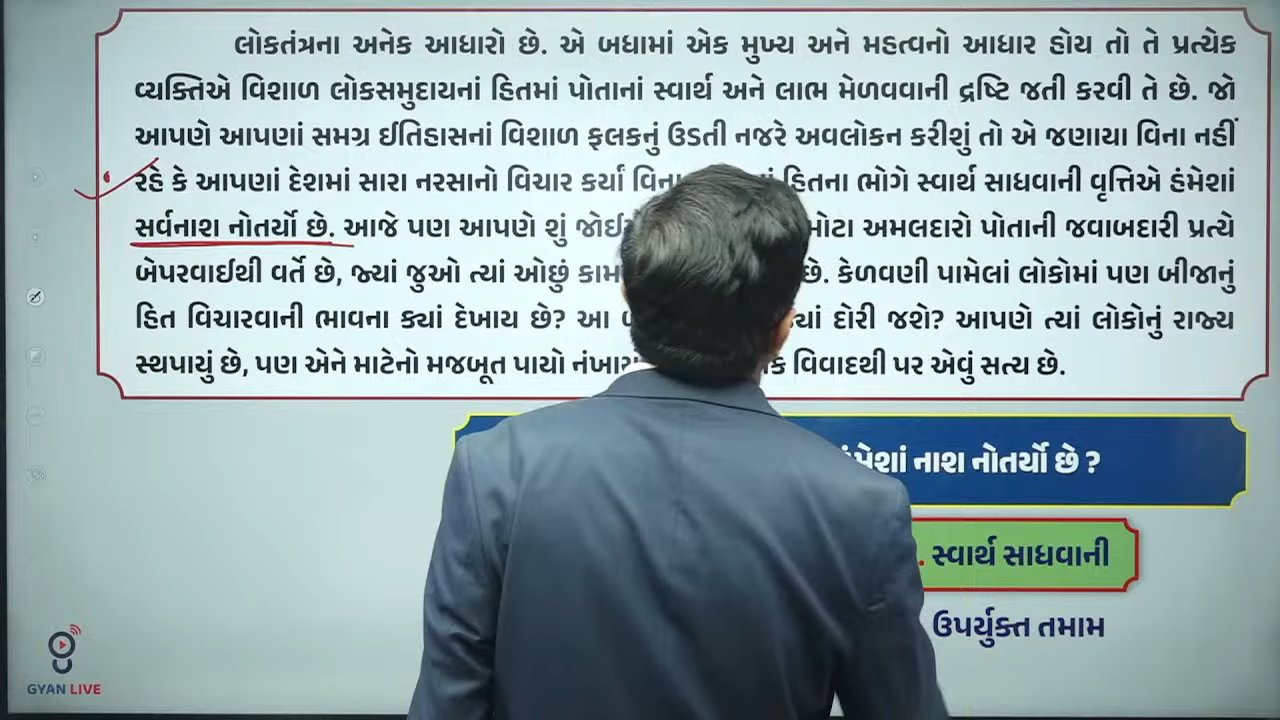 લોકતંત્રના અનેક આધારો છે. એ બધામાં એક મુખ્ય અને મહત્વનો આધાર હોય તો તે પ્રત્યેક
વ્યક્તિએ વિશાળ લોકસમુદાયનાં હિતમાં પોતાનાં સ્વાર્થ અને લાભ મેળવવાની દ્રષ્ટિ જતી કરવી તે છે. જો
આપણે આપણાં સમગ્ર ઈતિહાસનાં વિશાળ ફલકનું ઉડતી નજરે અવલોકન કરીશું તો એ જણાયા વિના નહીં
રહે કે આપણાં દેશમાં સારા નરસાનો વિચાર કર્યાં વિના હિતના ભોગે સ્વાર્થ સાધવાની વૃત્તિએ હંમેશાં
સર્વનાશ નોતર્યો છે. આજે પણ આપણે શું મોટા અમલદારો પોતાની જવાબદારી પ્રત્યે
બેપરવાઈથી વર્તે છે, જ્યાં જુઓ ત્યાં ઓછું કામ છે. કેળવણી પામેલાં લોકોમાં પણ બીજાનું
હિત વિચારવાની ભાવના ક્યાં દેખાય છે? આ દોરી જશે? આપણે ત્યાં લોકોનું રાજ્ય
સ્થપાયું છે, પણ એને માટેનો મજબૂત પાયો વિવાદથી પર એવું સત્ય છે.
હંમેશાં નાશ નોતર્યો છે ?
સ્વાર્થ સાધવાની
ઉપર્યુક્ત તમામ
GYAN LIVE